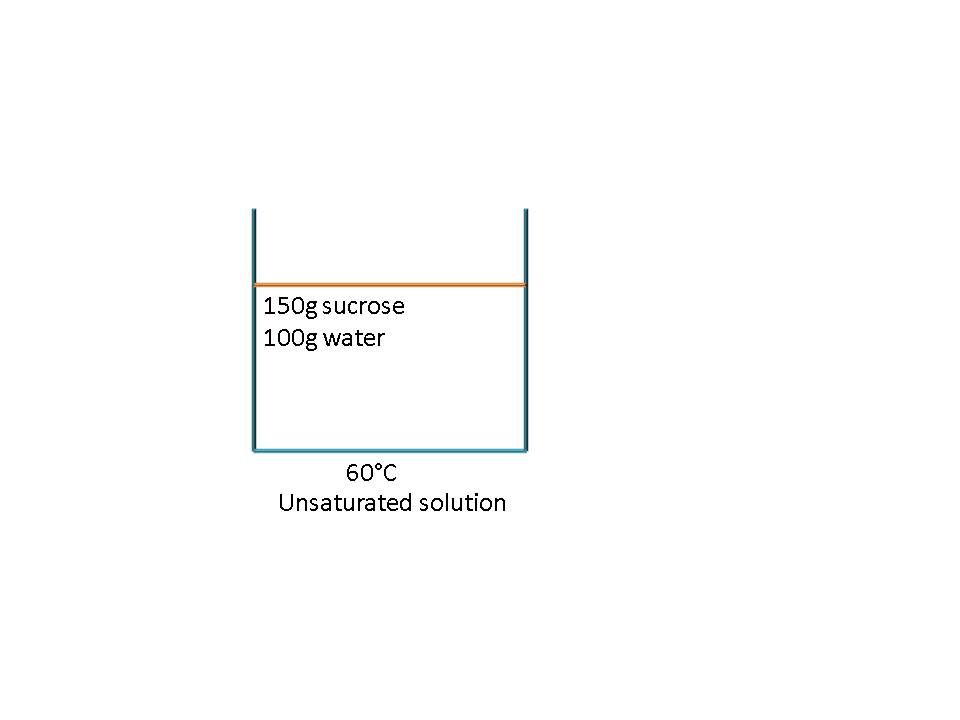 150g sucrose
100g water
60°C
Unsaturated solution